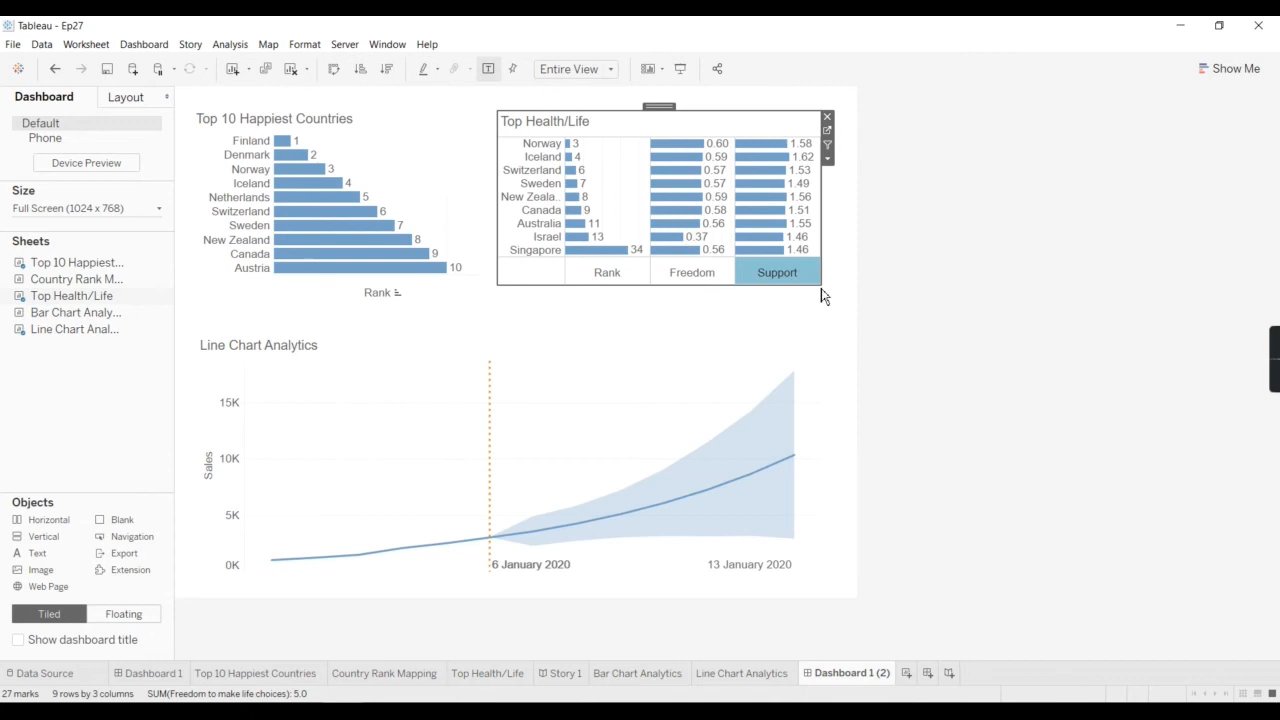 Tableau - Ep27
File Data Worksheet Dashboard Story Analysis Map Format Server Window Help
Entire View
Show Me
Dashboard Layout
Default
Phone
Device Preview
Size
Full Screen (1024 x 768)
Sheets
Top 10 Happiest...
Country Rank M...
Top Health/Life
Bar Chart Analy...
Line Chart Anal...
Objects
Horizontal Blank
Vertical Navigation
A Text Export
Image Extension
Web Page
Tiled Floating
Show dashboard title
Top 10 Happiest Countries
Finland 1
Denmark 2
Norway 3
Iceland 4
Netherlands 5
Switzerland 6
Sweden 7
New Zealand 8
Canada 9
Austria 10
Rank
Top Health/Life
Norway 3 0.60 1.58
Iceland 4 0.59 1.62
Switzerland 6 0.57 1.53
Sweden 7 0.57 1.49
New Zeala.. 8 0.59 1.56
Canada 9 0.58 1.51
Australia 11 0.56 1.55
Israel 13 0.37 1.46
Singapore 34 0.56 1.46
Rank Freedom Support
Line Chart Analytics
15K
10K
5K
0K
Sales
6 January 2020 13 January 2020
Data Source Dashboard 1 Top 10 Happiest Countries Country Rank Mapping Top Health/Life Story 1 Bar Chart Analytics Line Chart Analytics Dashboard 1 (2)
27 marks 9 rows by 3 columns SUM(Freedom to make life choices): 5.0